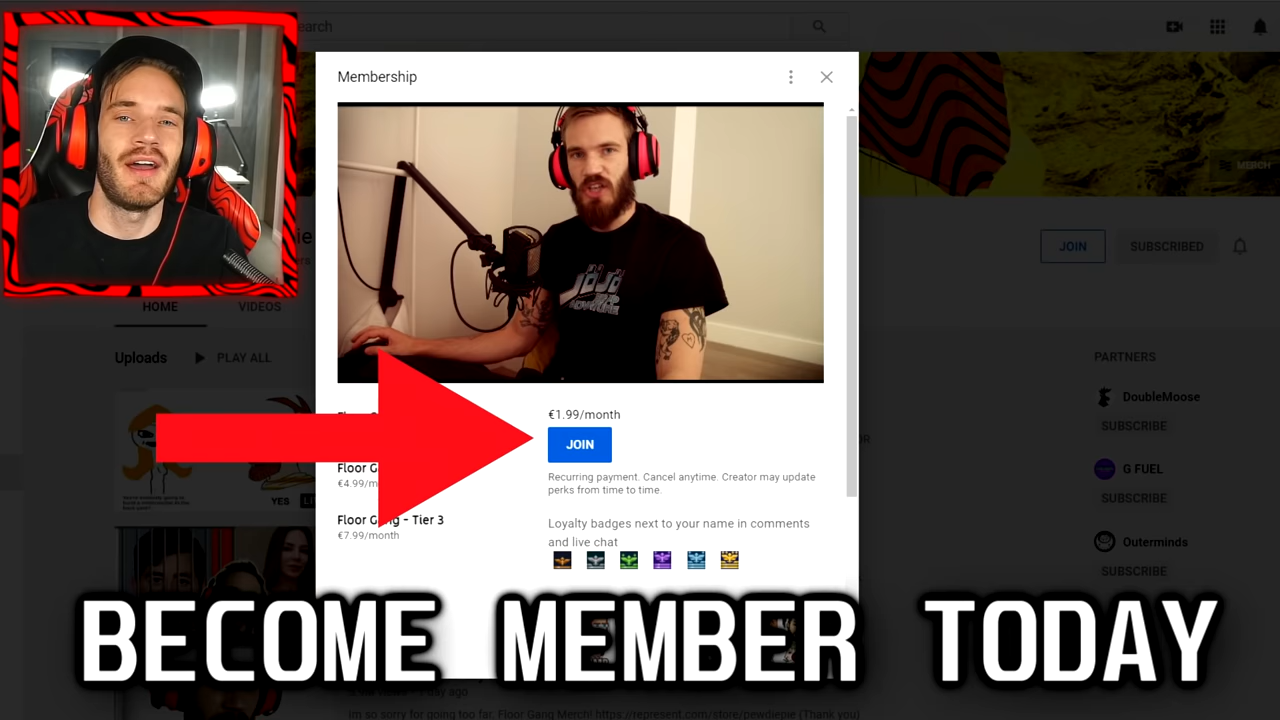 earch
Membership
MERCH
JOIN
SUBSCRIBED
HOME
VIDEOS
Uploads
PLAY ALL
PARTNERS
DoubleMoose
SUBSCRIBE
G FUEL
SUBSCRIBE
Outerminds
SUBSCRIBE
€1.99/month
JOIN
Recurring payment. Cancel anytime. Creator may update
perks from time to time.
€4.99/m
Floor Gang - Tier 3
€7.99/month
Loyalty badges next to your name in comments
and live chat
YES
BECOME MEMBER TODAY
im so sorry for going too far. Floor Gang Merch! https://represent.com/store/pewdiepie (Thank you)